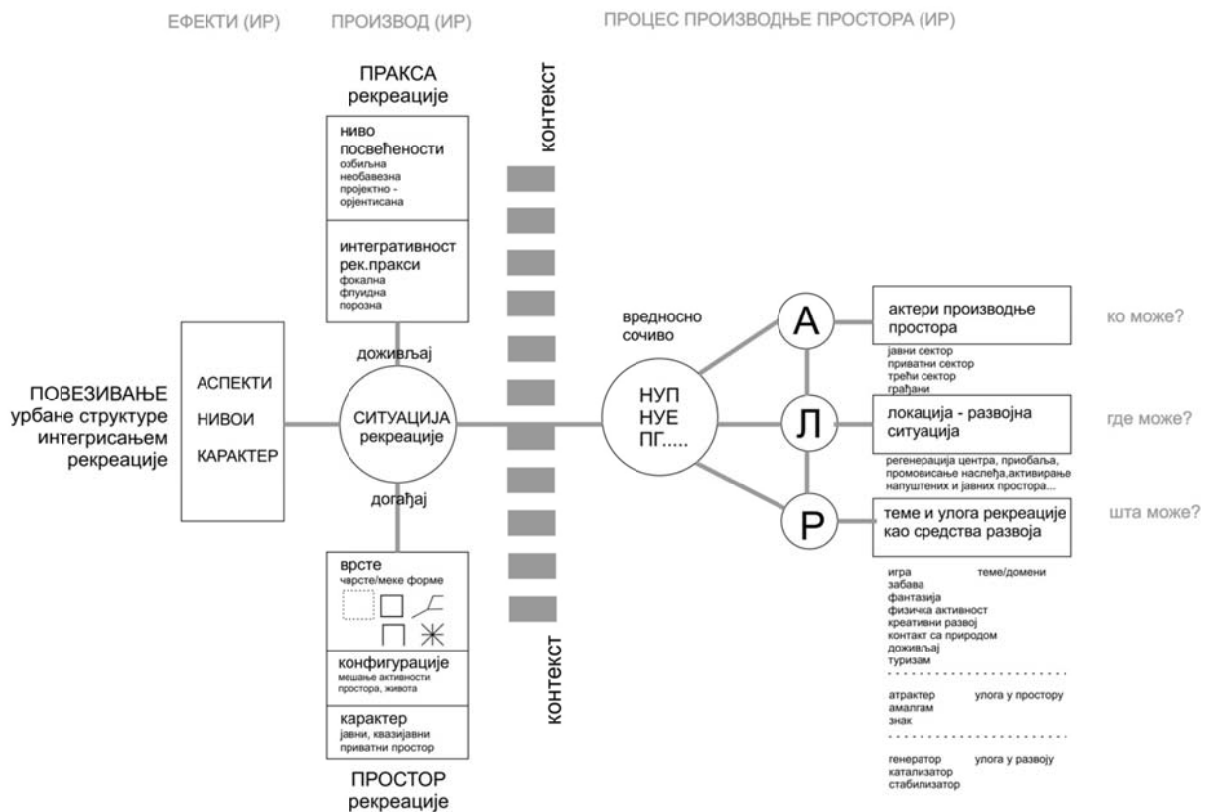 ЕФЕКТИ (ИР)
ПРОИЗВОД (ИР)
ПРОЦЕС ПРОИЗВОДЊЕ ПРОСТОРА (ИР)
ПОВЕЗИВАЊЕ
урбане структуре
интегрисањем
рекреације
АСПЕКТИ
НИВОИ
КАРАКТЕР
ПРАКСА
рекреације
ниво
посвећености
озбиљна
необавезна
пројектно -
орјентисана
интегративност
рек.пракси
фокална
флуидна
порозна
доживљај
СИТУАЦИЈА
рекреације
догађај
врсте
чврсте/меке форме
конфигурације
мешање активности
простора, живота
карактер
јавни, квазијавни
приватни простор
ПРОСТОР
рекреације
контекст
контекст
вредносно
сочиво
НУП
НУЕ
ПГ.....
А
Л
Р
актери производње
простора
јавни сектор
приватни сектор
трећи сектор
грађани
ко може?
локација - развојна
ситуација
регенерација центра, приобаља,
промовисање наслеђа,активирање
напуштених и јавних простора...
где може?
теме и улога рекреације
као средства развоја
шта може?
игра теме/домени
забава
фантазија
физичка активност
креативни развој
контакт са природом
доживљај
туризам
атрактер улога у простору
амалгам
знак
генератор улога у развоју
катализатор
стабилизатор